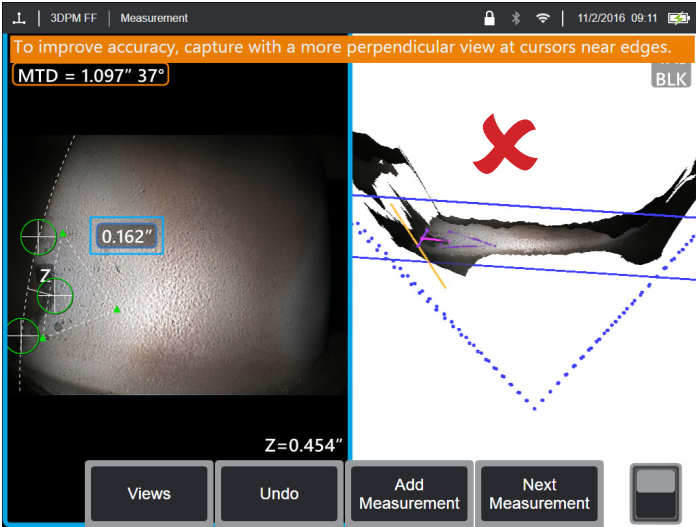 3DPM FF
Measurement
11/2/2016 09:11
To improve accuracy, capture with a more perpendicular view at cursors near edges.
MTD = 1.097" 37°
BLK
0.162"
Z
Z=0.454"
Views
Undo
Add
Measurement
Next
Measurement